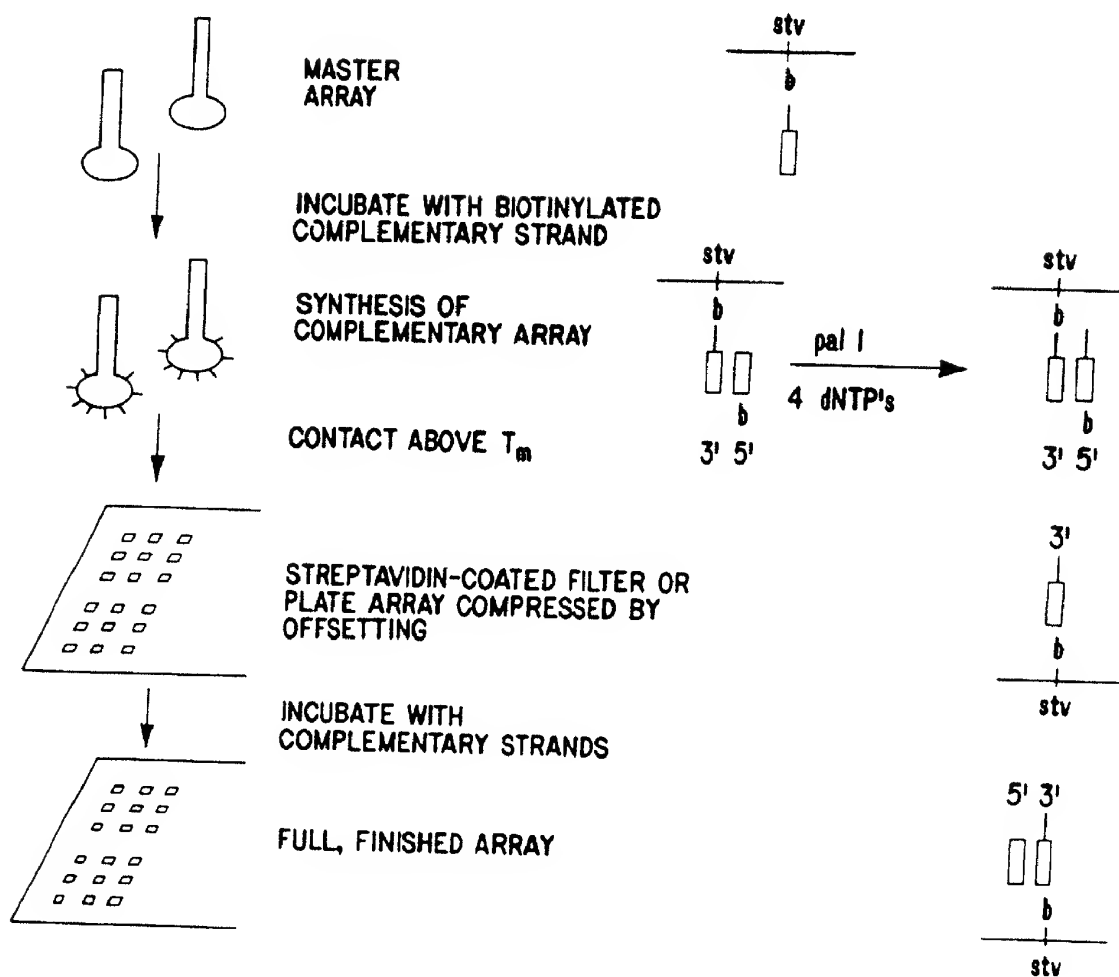 stv
b
MASTER
ARRAY
INCUBATE WITH BIOTINYLATED
COMPLEMENTARY STRAND
stv
b
b
3' 5'
SYNTHESIS OF
COMPLEMENTARY ARRAY
pal I
4 dNTP's
stv
b
b
3' 5'
CONTACT ABOVE Tm
STREPTAVIDIN-COATED FILTER OR
PLATE ARRAY COMPRESSED BY
OFFSETTING
3'
b
stv
INCUBATE WITH
COMPLEMENTARY STRANDS
FULL, FINISHED ARRAY
5' 3'
b
stv